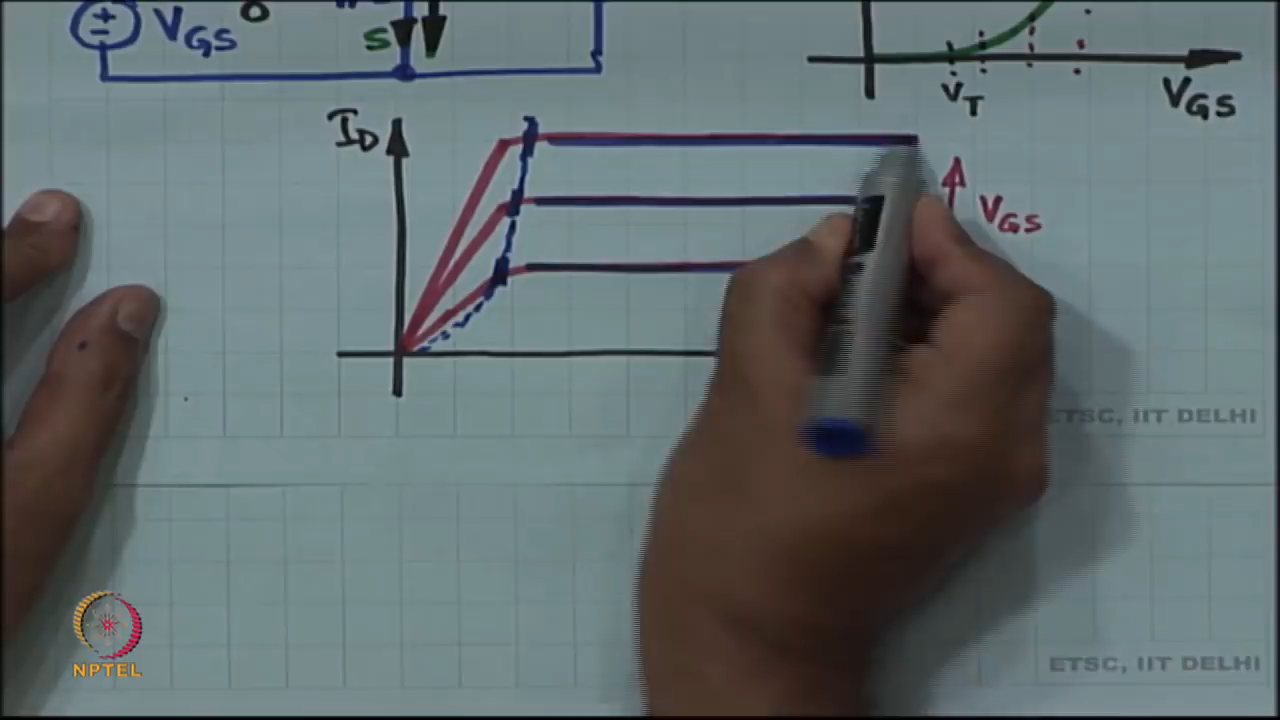 VGS
S
VT
VGS
ID
VGS
ETSC, IIT DELHI
NPTEL
ETSC, IIT DELHI